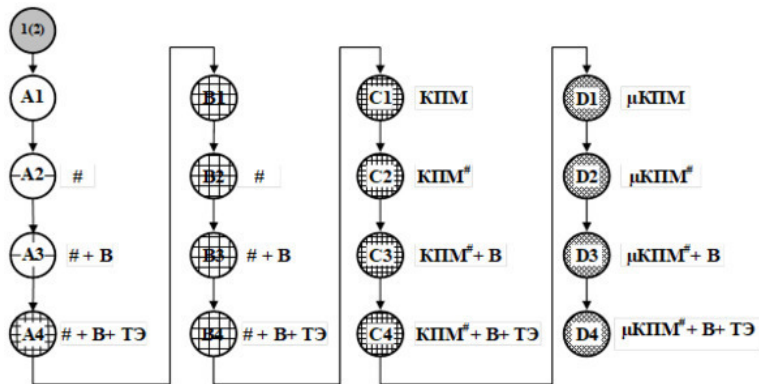 1(2)
A1 B1 C1 КПМ D1 μКПМ
A2 # B2 # C2 КПМ# D2 μКПМ#
A3 # + В B3 # + В C3 КПМ#+ В D3 μКПМ#+ В
A4 # + В+ ТЭ B4 # + В+ ТЭ C4 КПМ# + В+ ТЭ D4 μКПМ# + В+ ТЭ